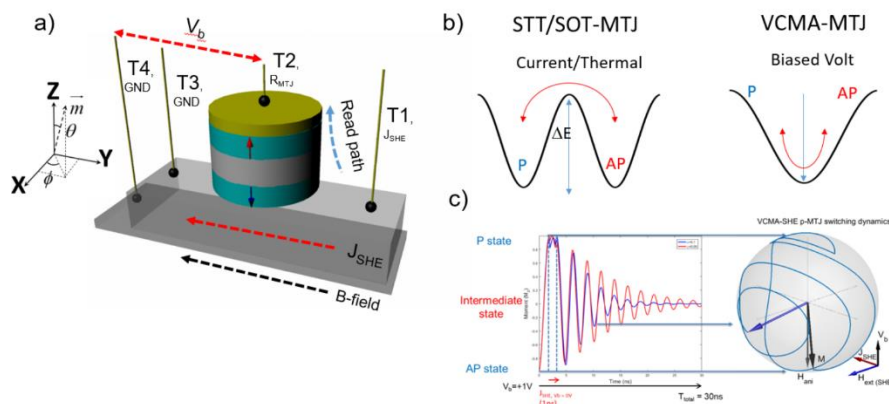 a)
V_b
T4,
GND
T3,
GND
T2,
R_MTJ
T1,
J_SHE
Read path
Z
m
θ
Y
X
ϕ
J_SHE
B-field
b)
STT/SOT-MTJ
VCMA-MTJ
Current/Thermal
Biased Volt
P
ΔE
AP
P
AP
c)
VCMA-SHE p-MTJ switching dynamics
P state
Intermediate
state
AP state
Time (ns)
V_b=+1V
T_total = 30ns
(1ns)
M
H_ani
V_b
J_SHE
H_ext (SHE)